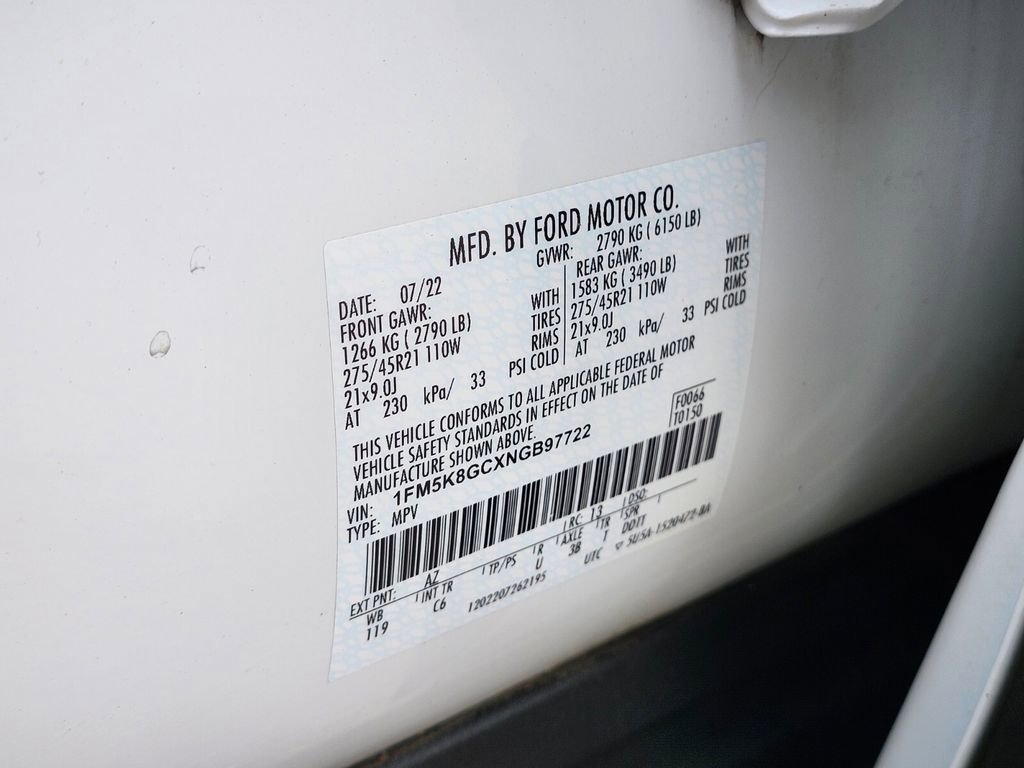 MFD. BY FORD MOTOR CO.
DATE: 07/22 GVWR: 2790 KG ( 6150 LB)
FRONT GAWR: REAR GAWR:
1266 KG ( 2790 LB) WITH 1583 KG ( 3490 LB) WITH
275/45R21 110W TIRES 275/45R21 110W TIRES
21x9.0J RIMS 21x9.0J RIMS
AT 230 kPa/ 33 PSI COLD AT 230 kPa/ 33 PSI COLD
THIS VEHICLE CONFORMS TO ALL APPLICABLE FEDERAL MOTOR
VEHICLE SAFETY STANDARDS IN EFFECT ON THE DATE OF
MANUFACTURE SHOWN ABOVE.
VIN: 1FM5K8GCXNGB97722 F0066
TYPE: MPV T0150
EXT PNT: AZ RC: 13 DSO:
WB INT TR TP/PS R AXLE TR SPR
119 C6 U 3B T DDTT
1202207262195 UTC ▽ 5U5A-1520472-BA